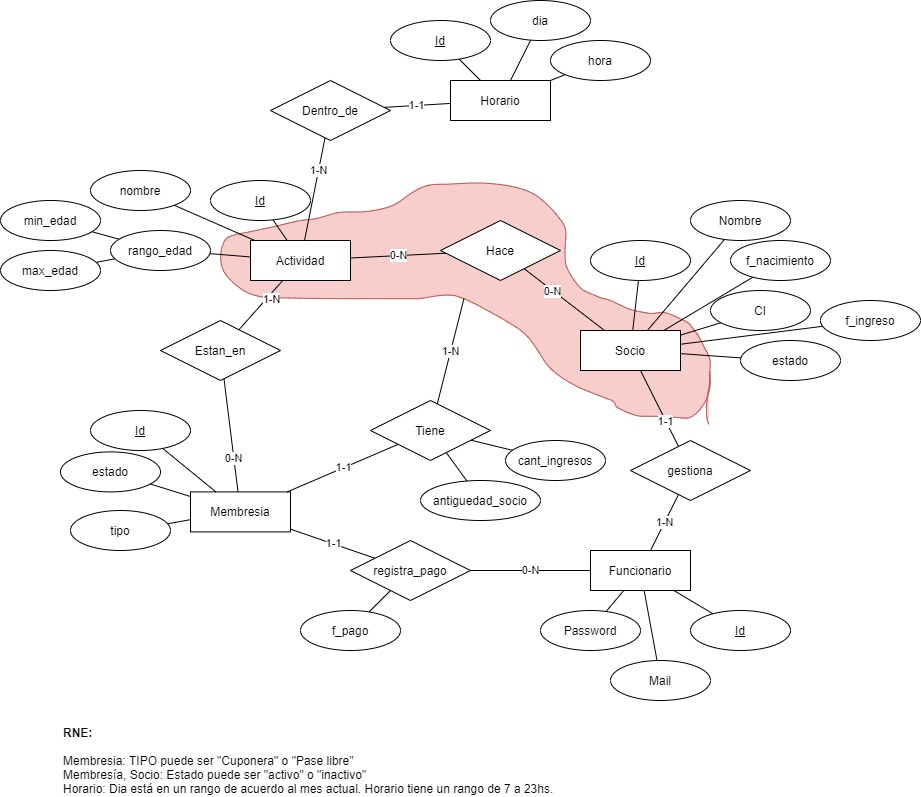 dia
Id
hora
Horario
Dentro_de
1-1
1-N
nombre
Id
min_edad
rango_edad
max_edad
Actividad
0-N
Hace
0-N
1-N
Nombre
Id
f_nacimiento
CI
f_ingreso
Socio
estado
Estan_en
1-N
Id
Tiene
1-1
0-N
estado
1-1
cant_ingresos
gestiona
antiguedad_socio
Membresia
tipo
1-N
1-1
registra_pago
0-N
Funcionario
f_pago
Password
Id
Mail
RNE:
Membresia: TIPO puede ser "Cuponera" o "Pase libre"
Membresía, Socio: Estado puede ser "activo" o "inactivo"
Horario: Dia está en un rango de acuerdo al mes actual. Horario tiene un rango de 7 a 23hs.